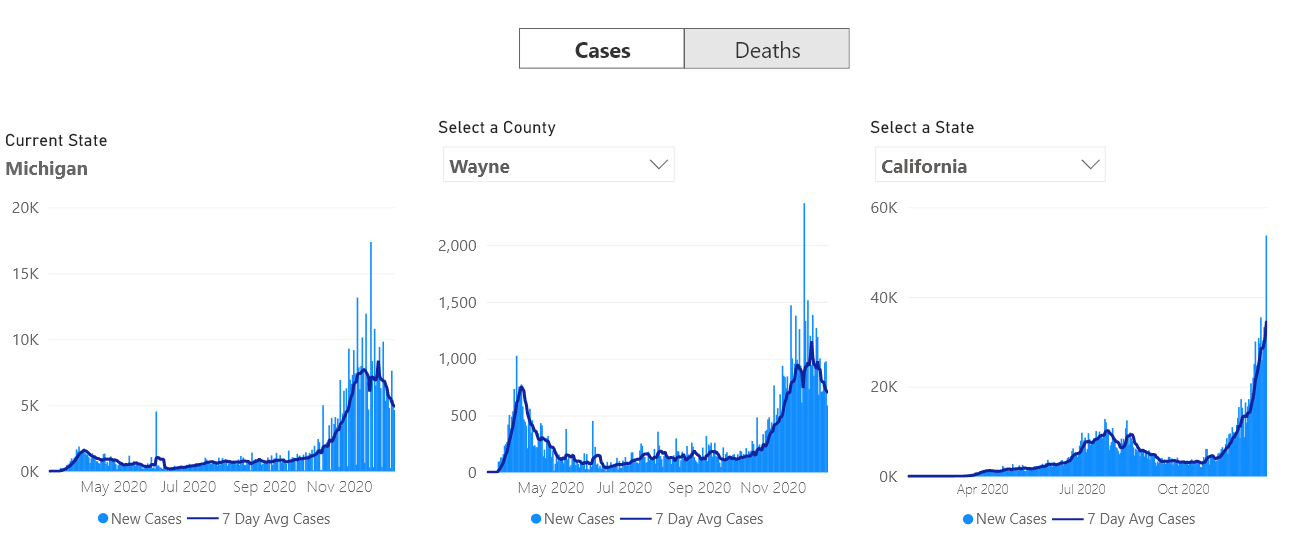 Cases Deaths
Current State
Michigan
20K
15K
10K
5K
0K
May 2020 Jul 2020 Sep 2020 Nov 2020
New Cases 7 Day Avg Cases
Select a County
Wayne
2,000
1,500
1,000
500
0
May 2020 Jul 2020 Sep 2020 Nov 2020
New Cases 7 Day Avg Cases
Select a State
California
60K
40K
20K
0K
Apr 2020 Jul 2020 Oct 2020
New Cases 7 Day Avg Cases